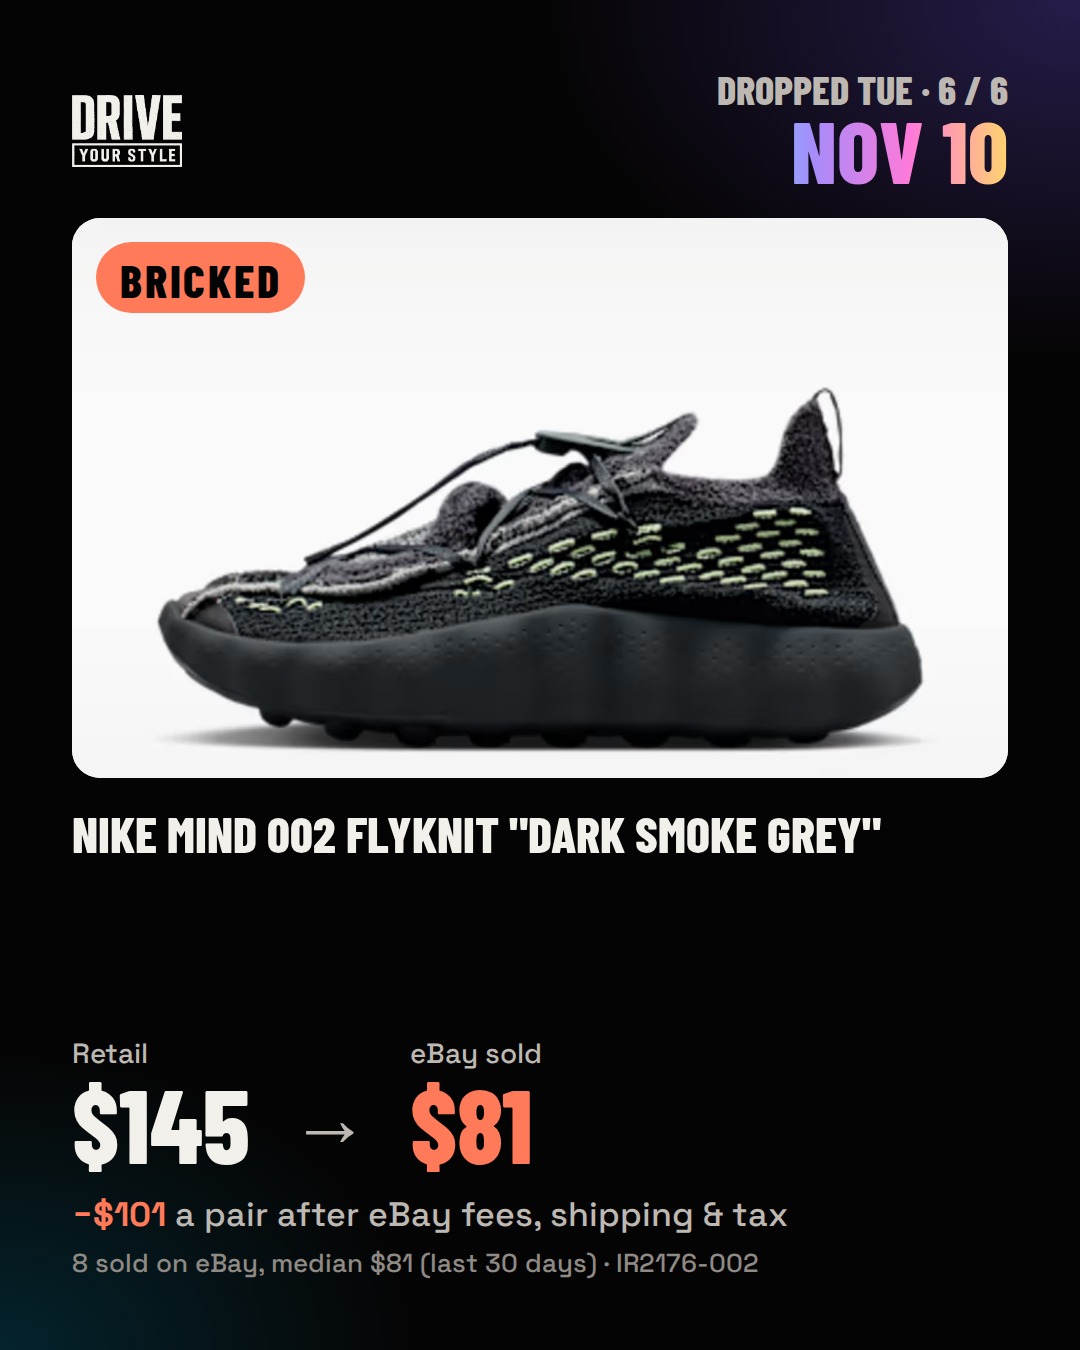 DRIVE
YOUR STYLE
DROPPED TUE · 6 / 6
NOV 10
BRICKED
NIKE MIND 002 FLYKNIT "DARK SMOKE GREY"
Retail
eBay sold
$145 → $81
−$101 a pair after eBay fees, shipping & tax
8 sold on eBay, median $81 (last 30 days) · IR2176-002